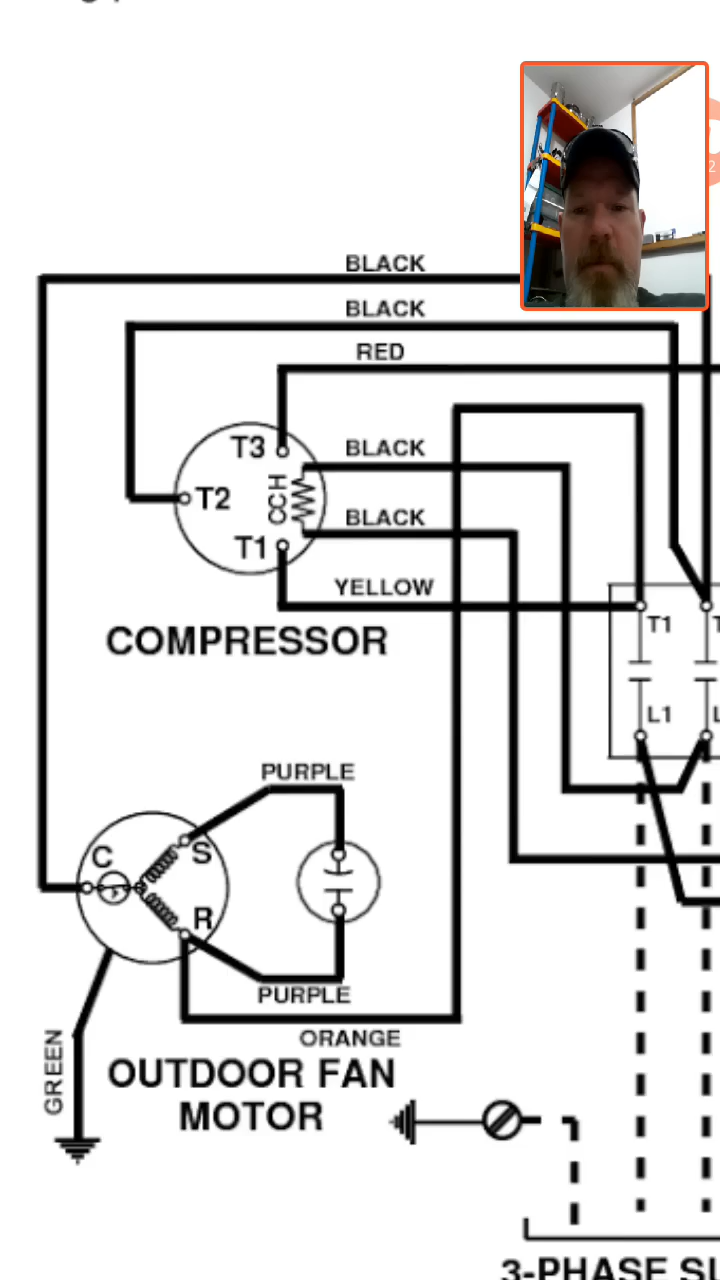 BLACK
BLACK
RED
T3
BLACK
CCH
T2
BLACK
T1
YELLOW
COMPRESSOR
T1
L1
PURPLE
C
S
R
PURPLE
ORANGE
GREEN
OUTDOOR FAN
MOTOR
3-PHASE